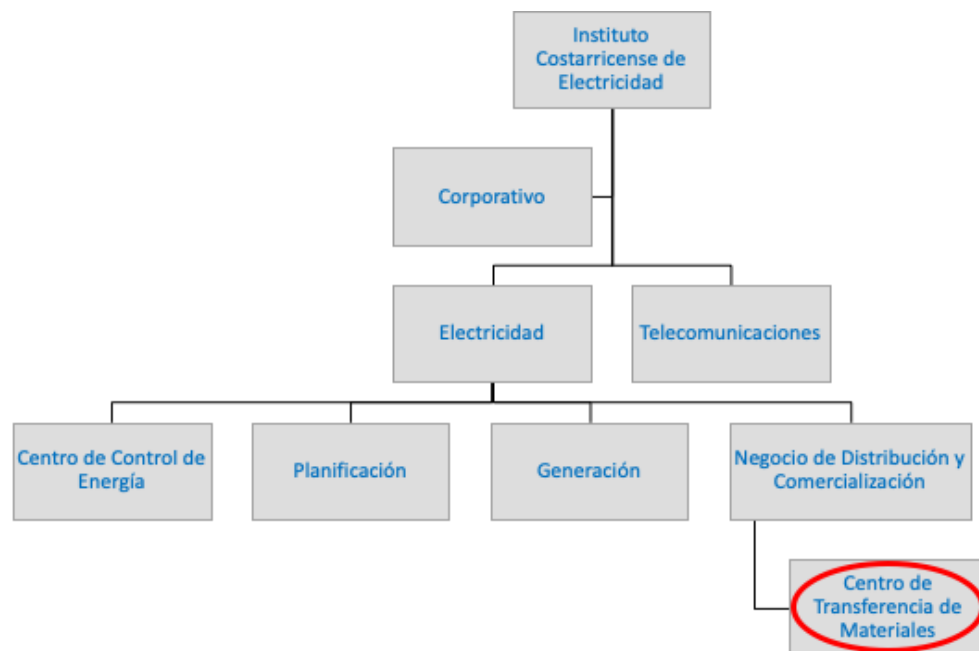 Instituto
Costarricense de
Electricidad
Corporativo
Electricidad
Telecomunicaciones
Centro de Control de
Energía
Planificación
Generación
Negocio de Distribución y
Comercialización
Centro de
Transferencia de
Materiales